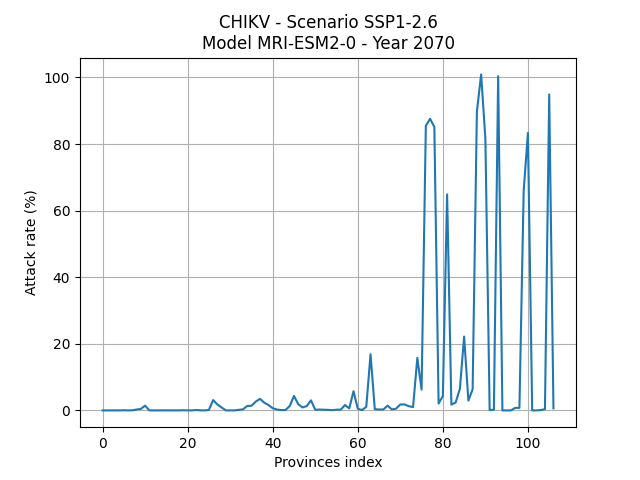 CHIKV - Scenario SSP1-2.6
Model MRI-ESM2-0 - Year 2070
100
80
60
40
20
0
Attack rate (%)
0 20 40 60 80 100
Provinces index